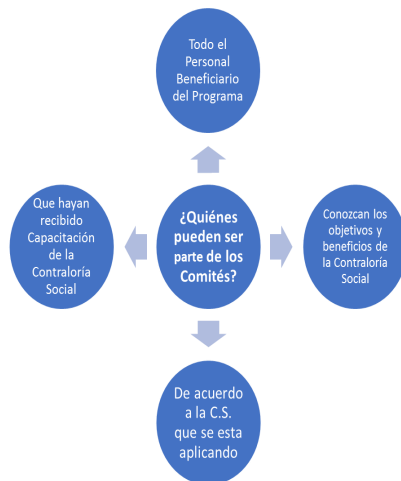 Todo el
Personal
Beneficiario
del Programa
Que hayan
recibido
Capacitación
de la
Contraloría
Social
¿Quiénes
pueden ser
parte de los
Comités?
Conozcan los
objetivos y
beneficios de
la Contraloría
Social
De acuerdo
a la C.S.
que se esta
aplicando